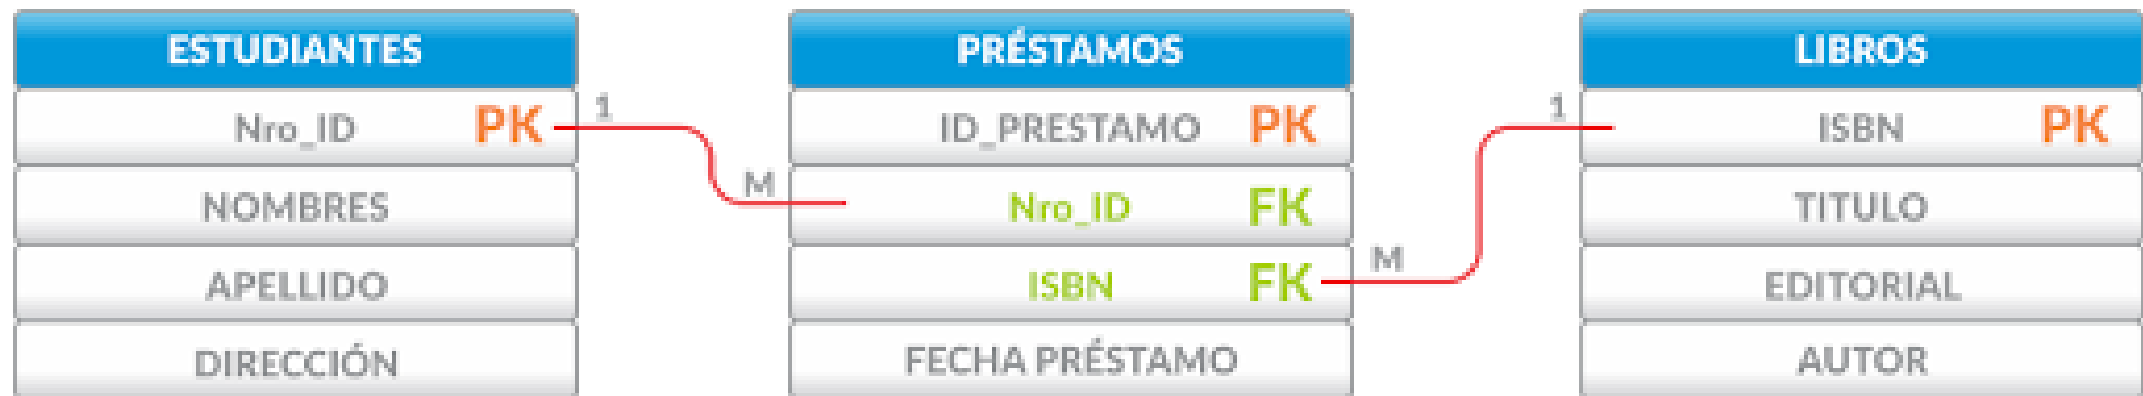 ESTUDIANTES
Nro_ID PK
NOMBRES
APELLIDO
DIRECCIÓN
1
M
PRÉSTAMOS
ID_PRESTAMO PK
Nro_ID FK
ISBN FK
FECHA PRÉSTAMO
M
1
LIBROS
ISBN PK
TITULO
EDITORIAL
AUTOR